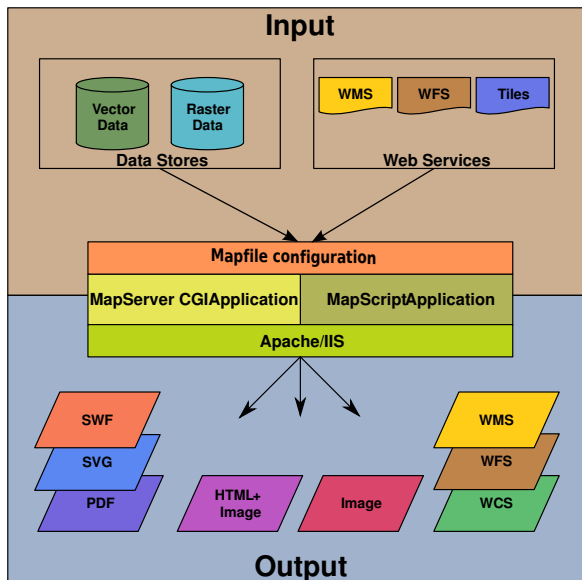 Input
Vector
Data
Raster
Data
Data Stores
WMS
WFS
Tiles
Web Services
Mapfile configuration
MapServer CGIApplication
MapScriptApplication
Apache/IIS
SWF
SVG
PDF
HTML+
Image
Image
WMS
WFS
WCS
Output